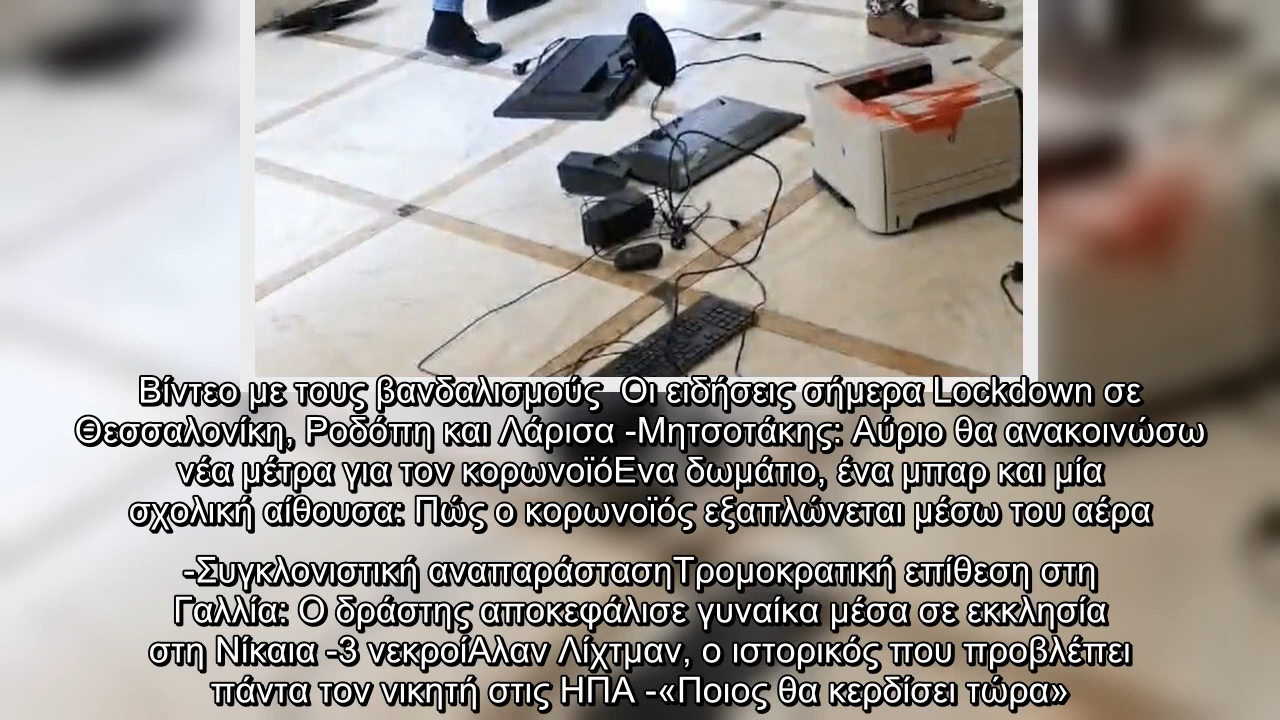 Βίντεο με τους βανδαλισμούς  Οι ειδήσεις σήμερα Lockdown σε
Θεσσαλονίκη, Ροδόπη και Λάρισα -Μητσοτάκης: Αύριο θα ανακοινώσω
νέα μέτρα για τον κορωνοϊόΕνα δωμάτιο, ένα μπαρ και μία
σχολική αίθουσα: Πώς ο κορωνοϊός εξαπλώνεται μέσω του αέρα
-Συγκλονιστική αναπαράστασηΤρομοκρατική επίθεση στη
Γαλλία: Ο δράστης αποκεφάλισε γυναίκα μέσα σε εκκλησία
στη Νίκαια -3 νεκροίΑλαν Λίχτμαν, ο ιστορικός που προβλέπει
πάντα τον νικητή στις ΗΠΑ -«Ποιος θα κερδίσει τώρα»